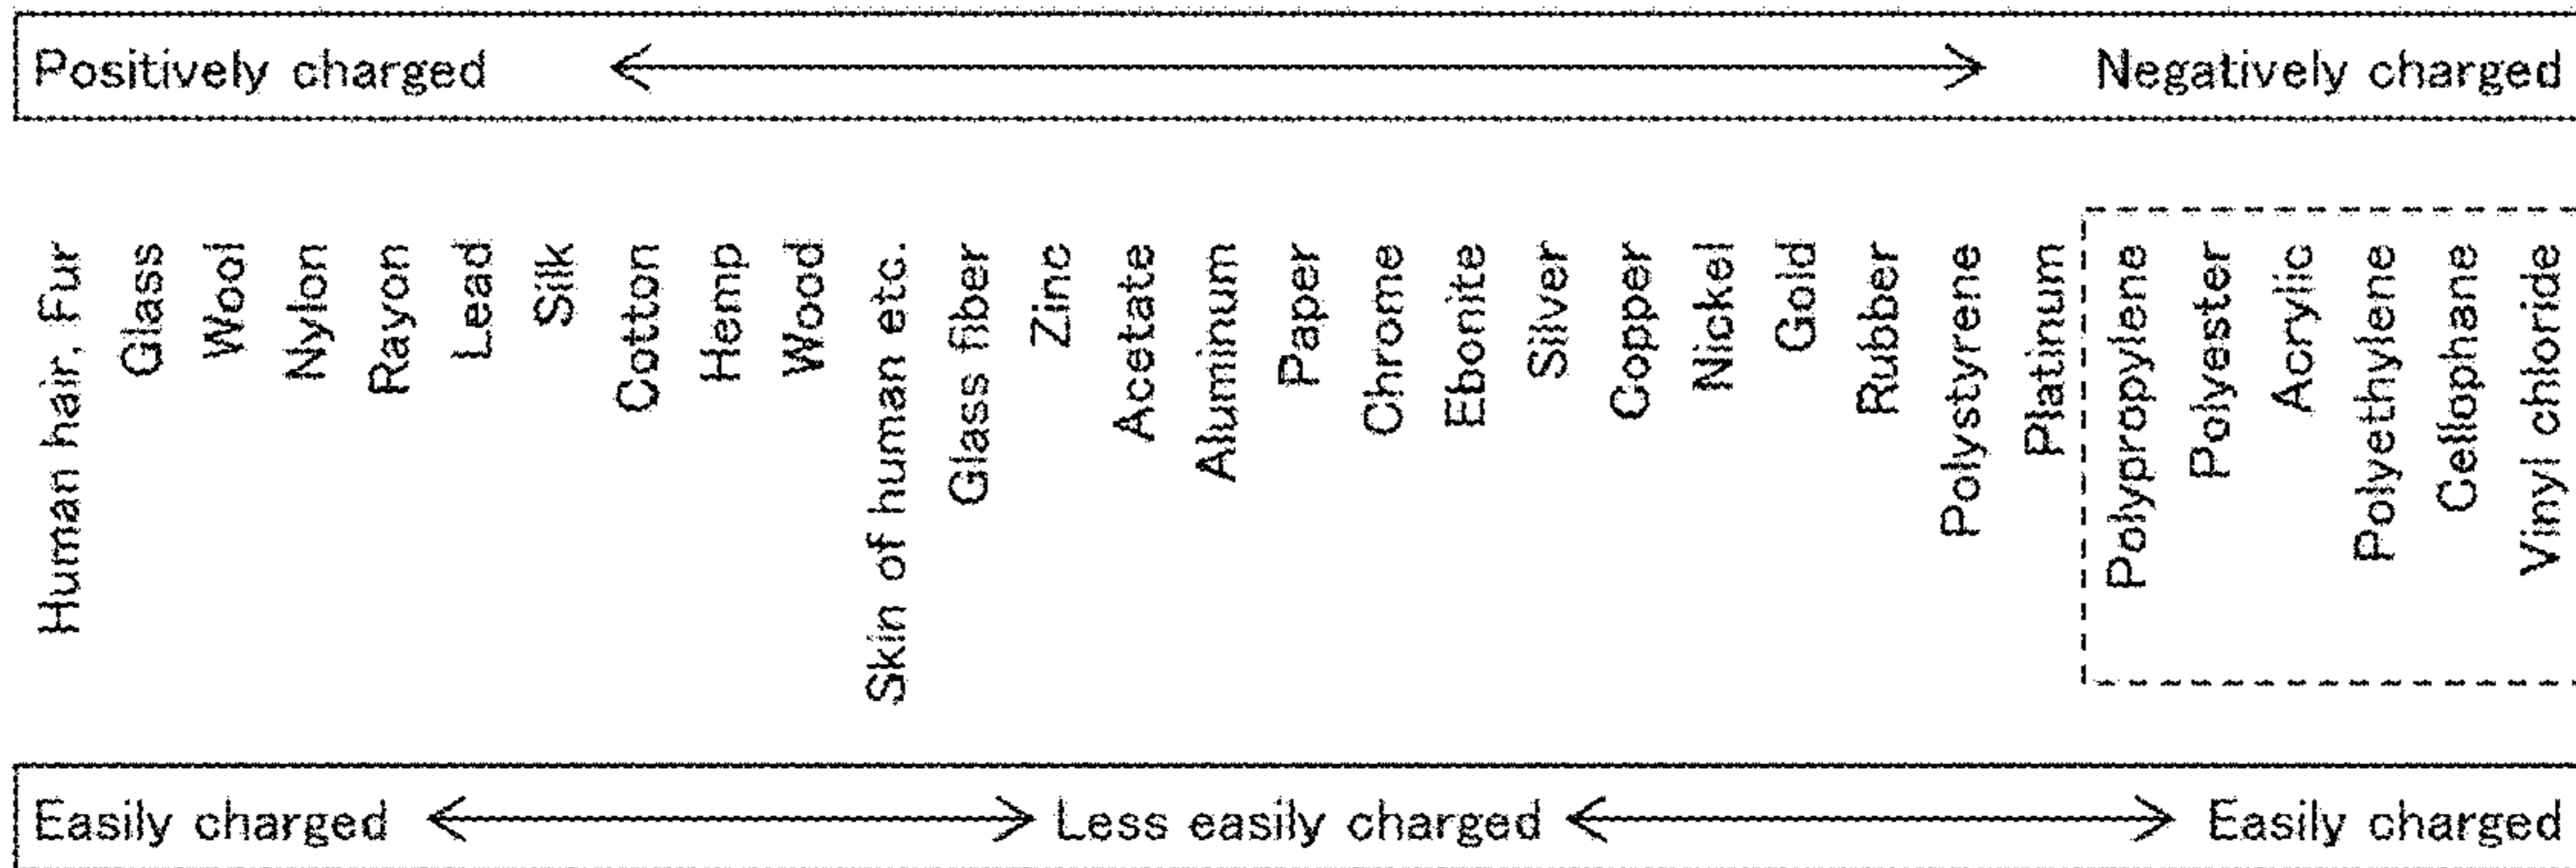 Positively charged Negatively charged
Human hair, Fur
Glass
Wool
Nylon
Rayon
Lead
Silk
Cotton
Hemp
Wood
Skin of human etc.
Glass fiber
Zinc
Acetate
Aluminum
Paper
Chrome
Ebonite
Silver
Copper
Nickel
Gold
Rubber
Polystyrene
Platinum
Polypropylene
Polyester
Acrylic
Polyethylene
Cellophane
Vinyl chloride
Easily charged Less easily charged Easily charged